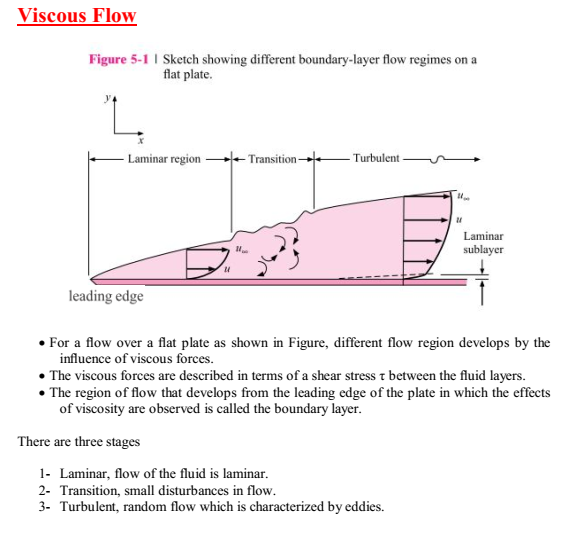 Viscous Flow
Figure 5-1 | Sketch showing different boundary-layer flow regimes on a
flat plate.
y
x
Laminar region
Transition
Turbulent
u∞
u
Laminar
sublayer
u∞
u
leading edge
• For a flow over a flat plate as shown in Figure, different flow region develops by the
influence of viscous forces.
• The viscous forces are described in terms of a shear stress τ between the fluid layers.
• The region of flow that develops from the leading edge of the plate in which the effects
of viscosity are observed is called the boundary layer.
There are three stages
1- Laminar, flow of the fluid is laminar.
2- Transition, small disturbances in flow.
3- Turbulent, random flow which is characterized by eddies.